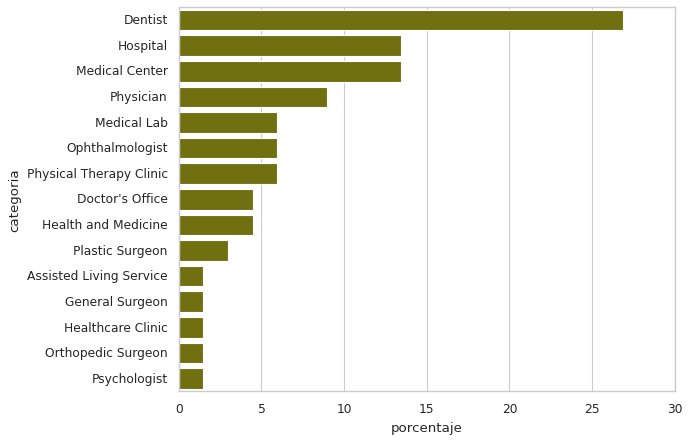 Dentist
Hospital
Medical Center
Physician
Medical Lab
Ophthalmologist
Physical Therapy Clinic
Doctor's Office
Health and Medicine
Plastic Surgeon
Assisted Living Service
General Surgeon
Healthcare Clinic
Orthopedic Surgeon
Psychologist
categoria
0 5 10 15 20 25 30
porcentaje